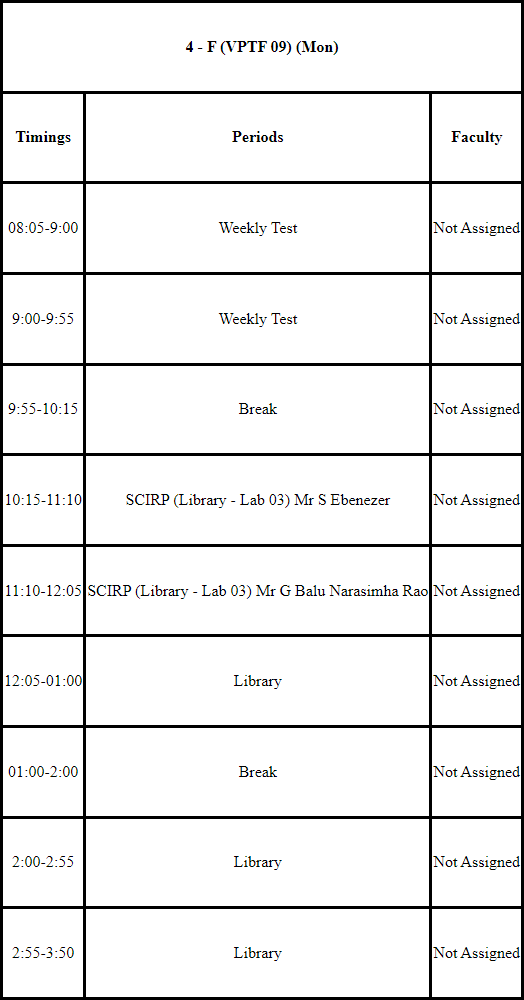 4 - F (VPTF 09) (Mon)
Timings Periods Faculty
08:05-9:00 Weekly Test Not Assigned
9:00-9:55 Weekly Test Not Assigned
9:55-10:15 Break Not Assigned
10:15-11:10 SCIRP (Library - Lab 03) Mr S Ebenezer Not Assigned
11:10-12:05 SCIRP (Library - Lab 03) Mr G Balu Narasimha Rao Not Assigned
12:05-01:00 Library Not Assigned
01:00-2:00 Break Not Assigned
2:00-2:55 Library Not Assigned
2:55-3:50 Library Not Assigned